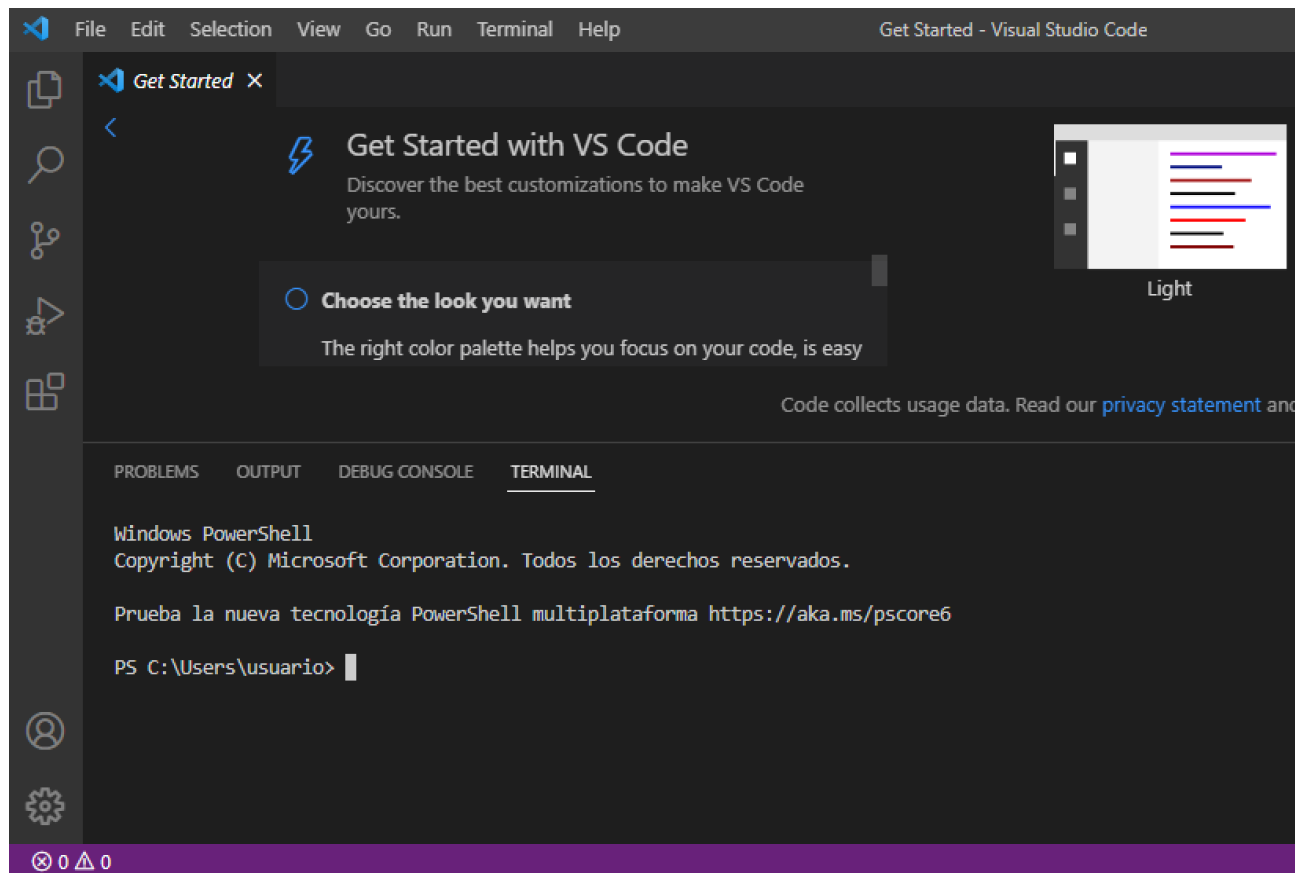 File Edit Selection View Go Run Terminal Help Get Started - Visual Studio Code
Get Started
Get Started with VS Code
Discover the best customizations to make VS Code
yours.
Light
Choose the look you want
The right color palette helps you focus on your code, is easy
Code collects usage data. Read our privacy statement and
PROBLEMS OUTPUT DEBUG CONSOLE TERMINAL
Windows PowerShell
Copyright (C) Microsoft Corporation. Todos los derechos reservados.
Prueba la nueva tecnología PowerShell multiplataforma https://aka.ms/pscore6
PS C:\Users\usuario>
0 0